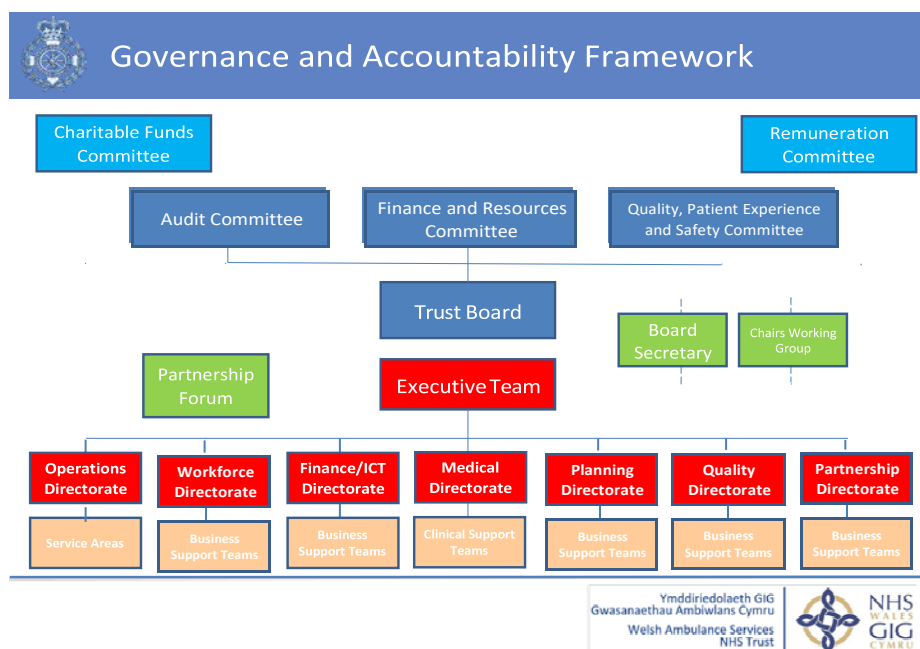 Governance and Accountability Framework
Charitable Funds
Committee
Remuneration
Committee
Audit Committee
Finance and Resources
Committee
Quality, Patient Experience
and Safety Committee
Trust Board
Board
Secretary
Chairs Working
Group
Partnership
Forum
Executive Team
Operations
Directorate
Workforce
Directorate
Finance/ICT
Directorate
Medical
Directorate
Planning
Directorate
Quality
Directorate
Partnership
Directorate
Service Areas
Business
Support Teams
Business
Support Teams
Clinical Support
Teams
Business
Support Teams
Business
Support Teams
Business
Support Teams
Ymddiriedolaeth GIG
Gwasanaethau Ambiwlans Cymru
Welsh Ambulance Services
NHS Trust
NHS
WALES
GIG
CYMRU